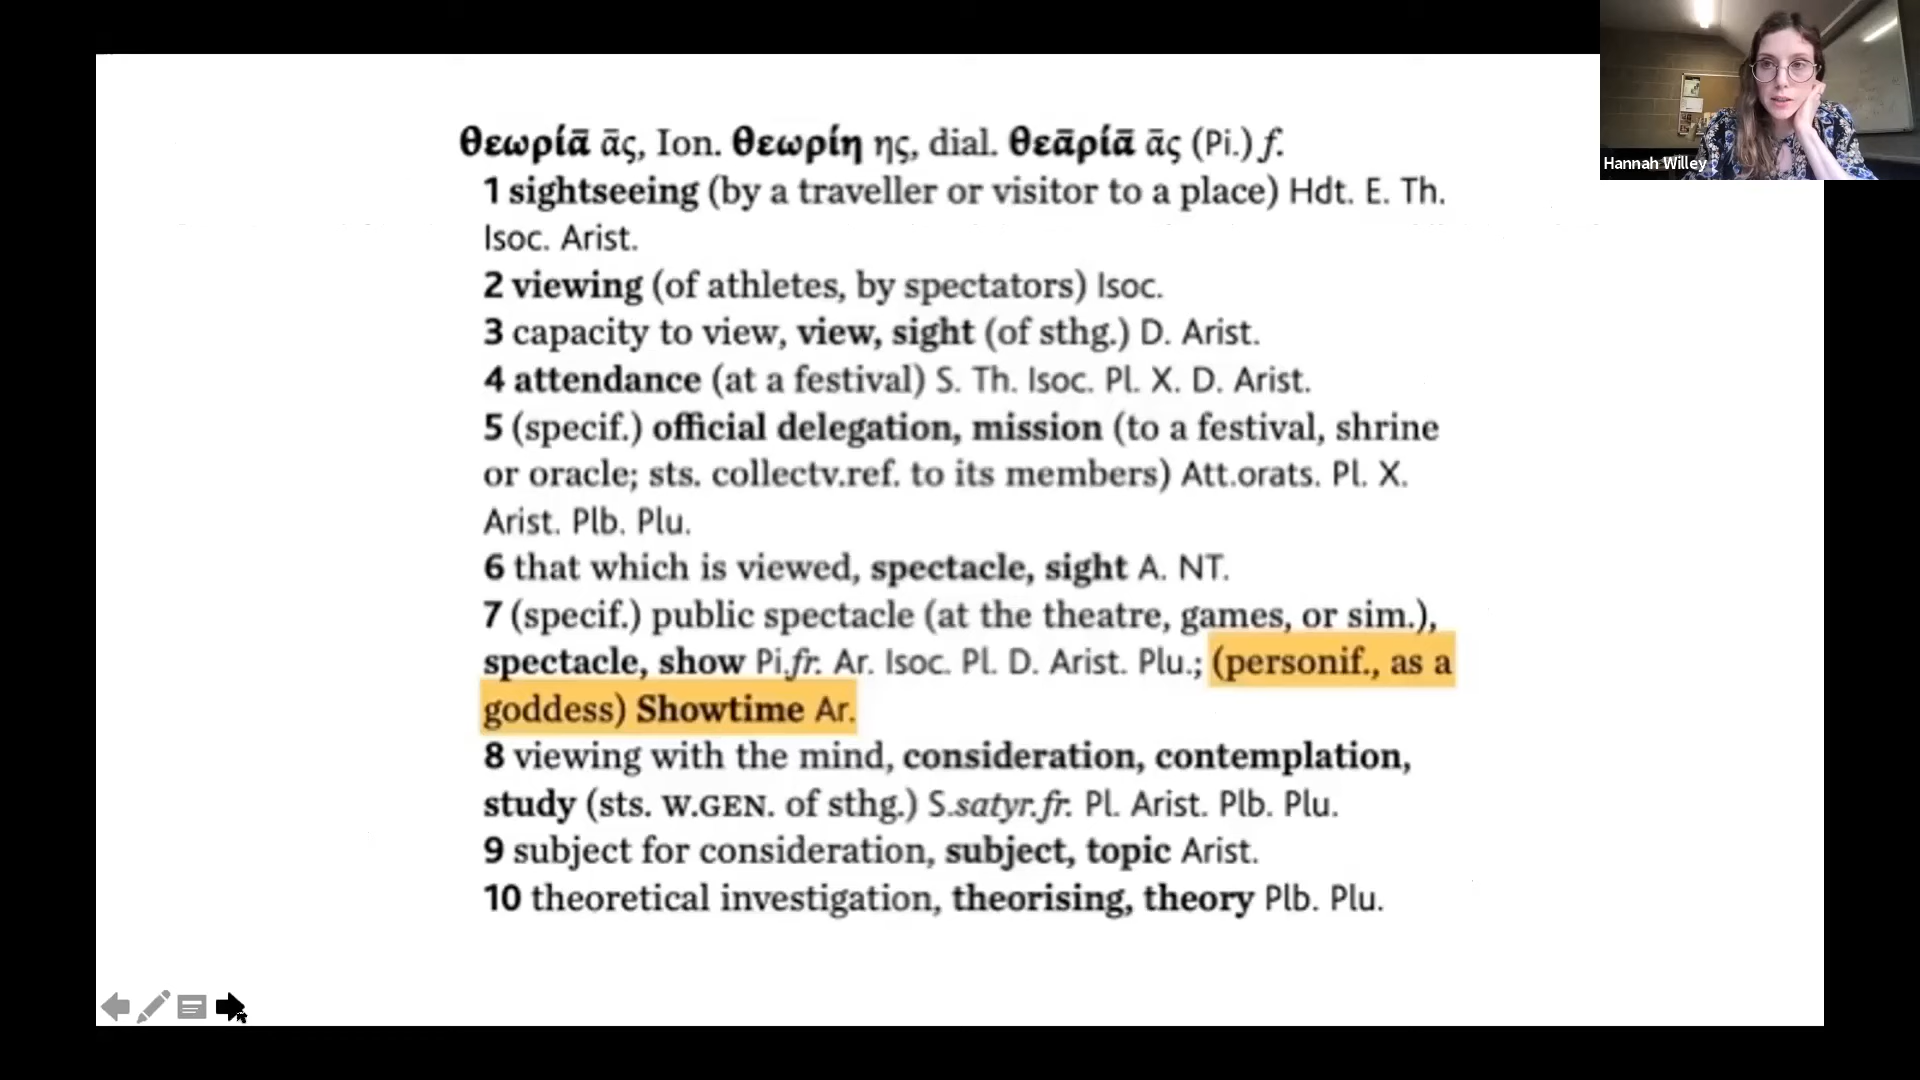 θεωρίᾱ ᾱς, Ion. θεωρίη ης, dial. θεᾱρίᾱ ᾱς (Pi.) f.
1 sightseeing (by a traveller or visitor to a place) Hdt. E. Th.
Isoc. Arist.
2 viewing (of athletes, by spectators) Isoc.
3 capacity to view, view, sight (of sthg.) D. Arist.
4 attendance (at a festival) S. Th. Isoc. Pl. X. D. Arist.
5 (specif.) official delegation, mission (to a festival, shrine
or oracle; sts. collectv.ref. to its members) Att.orats. Pl. X.
Arist. Plb. Plu.
6 that which is viewed, spectacle, sight A. NT.
7 (specif.) public spectacle (at the theatre, games, or sim.),
spectacle, show Pi.fr. Ar. Isoc. Pl. D. Arist. Plu.; (personif., as a
goddess) Showtime Ar.
8 viewing with the mind, consideration, contemplation,
study (sts. W.GEN. of sthg.) S.satyr.fr. Pl. Arist. Plb. Plu.
9 subject for consideration, subject, topic Arist.
10 theoretical investigation, theorising, theory Plb. Plu.
Hannah Willey